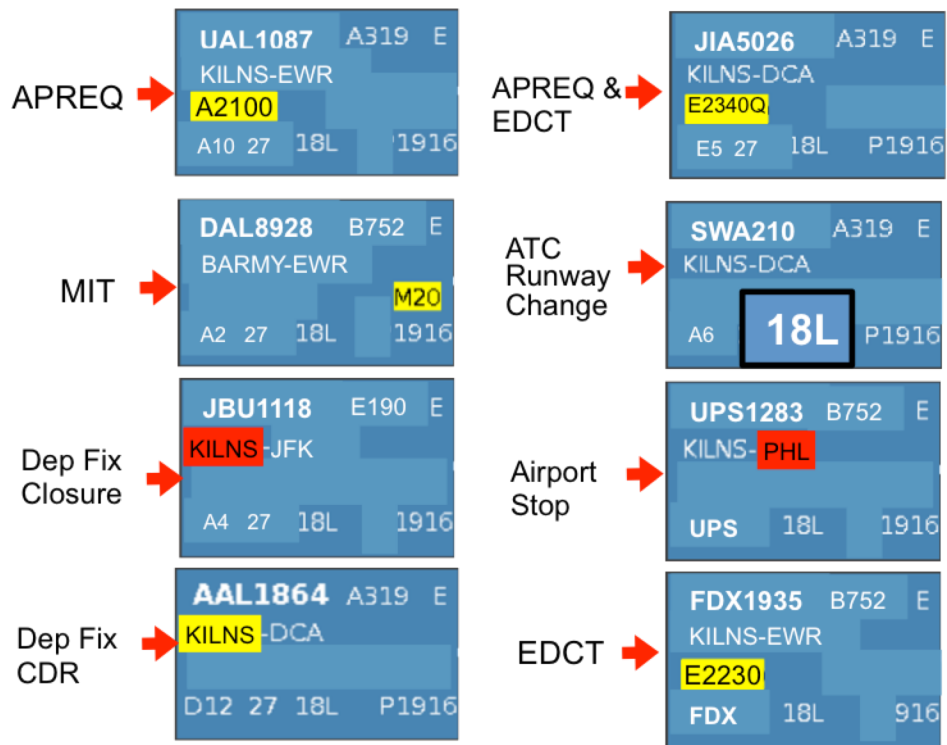 APREQ
UAL1087 A319 E
KILNS-EWR
A2100
A10 27 18L 1916
APREQ &
EDCT
JIA5026 A319 E
KILNS-DCA
E2340Q
E5 27 18L P1916
MIT
DAL8928 B752 E
BARMY-EWR
M20
A2 27 18L 1916
ATC
Runway
Change
SWA210 A319 E
KILNS-DCA
A6 18L P1916
Dep Fix
Closure
JBU1118 E190 E
KILNS-JFK
A4 27 18L 1916
Airport
Stop
UPS1283 B752 E
KILNS-PHL
UPS 18L 1916
Dep Fix
CDR
AAL1864 A319 E
KILNS-DCA
D12 27 18L P1916
EDCT
FDX1935 B752 E
KILNS-EWR
E2230
FDX 18L 916